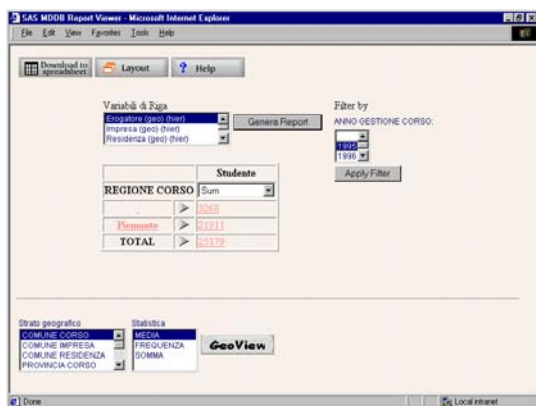 SAS MDDB Report Viewer - Microsoft Internet Explorer
File Edit View Favorites Tools Help
Download to spreadsheet
Layout
? Help
Variabili di Riga
Erogatore (geo) (hier)
Impresa (geo) (hier)
Residenza (geo) (hier)
Genera Report
Filter by
ANNO GESTIONE CORSO:
1995
1996
Apply Filter
Studente
REGIONE CORSO Sum
3268
Piemonte 21911
TOTAL 25179
Strato geografico
COMUNE CORSO
COMUNE IMPRESA
COMUNE RESIDENZA
PROVINCIA CORSO
Statistica
MEDIA
FREQUENZA
SOMMA
GeoView
Done
Local intranet